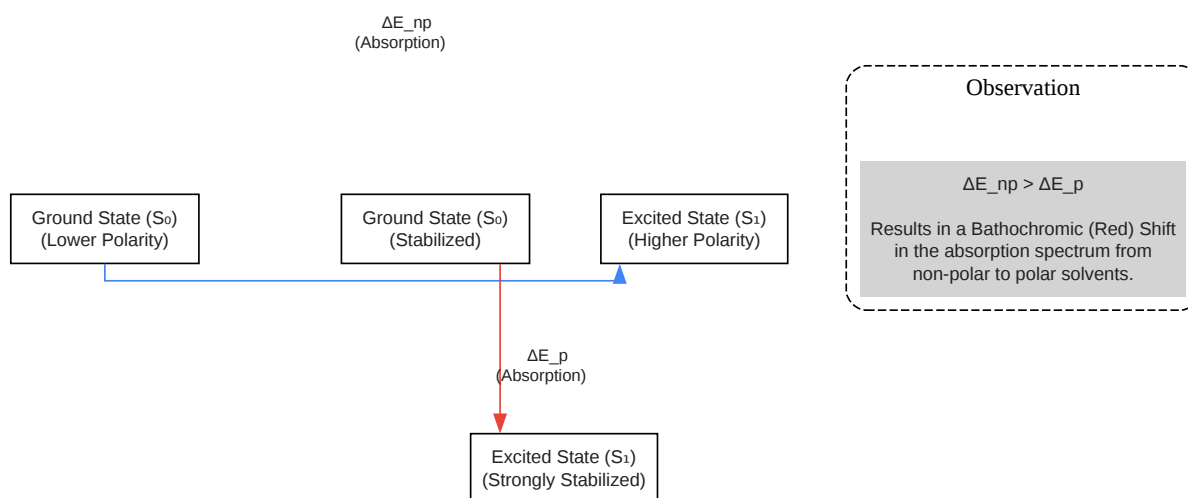 ΔE_np
(Absorption)
Observation
ΔE_np > ΔE_p
Results in a Bathochromic (Red) Shift
in the absorption spectrum from
non-polar to polar solvents.
Ground State (S₀)
(Lower Polarity)
Ground State (S₀)
(Stabilized)
Excited State (S₁)
(Higher Polarity)
ΔE_p
(Absorption)
Excited State (S₁)
(Strongly Stabilized)